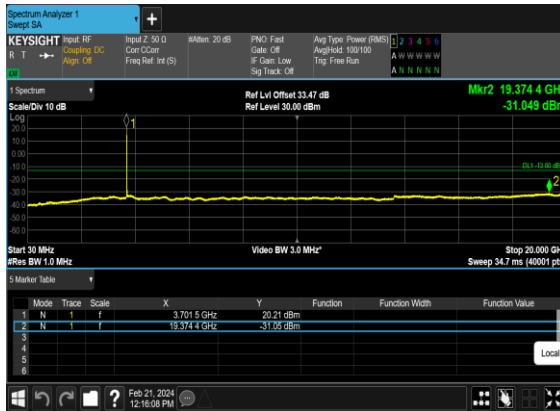 Spectrum Analyzer 1
Swept SA
+
KEYSIGHT Input: RF Input Z: 50 Ω #Atten: 20 dB PNO: Fast Avg Type: Power (RMS) 1 2 3 4 5 6
R T Coupling: DC Corr CCorr Gate: Off Avg|Hold: 100/100 A W W W W W
Align: Off Freq Ref: Int (S) IF Gain: Low Trig: Free Run
LXI Sig Track: Off A N N N N N
1 Spectrum
Ref Lvl Offset 33.47 dB Mkr2 19.374 4 GH
Scale/Div 10 dB Ref Level 30.00 dBm -31.049 dBr
Log
20.0
10.0
0.00
-10.0
-20.0
-30.0
-40.0
-50.0
-60.0
1
DL1 -13.00 dB
2
Start 30 MHz Video BW 3.0 MHz* Stop 20.000 GH
#Res BW 1.0 MHz Sweep 34.7 ms (40001 pt
5 Marker Table
Mode Trace Scale X Y Function Function Width Function Value
1 N 1 f 3.701 5 GHz 20.21 dBm
2 N 1 f 19.374 4 GHz -31.05 dBm
3
4
5
6
Local
? Feb 21, 2024
12:16:08 PM